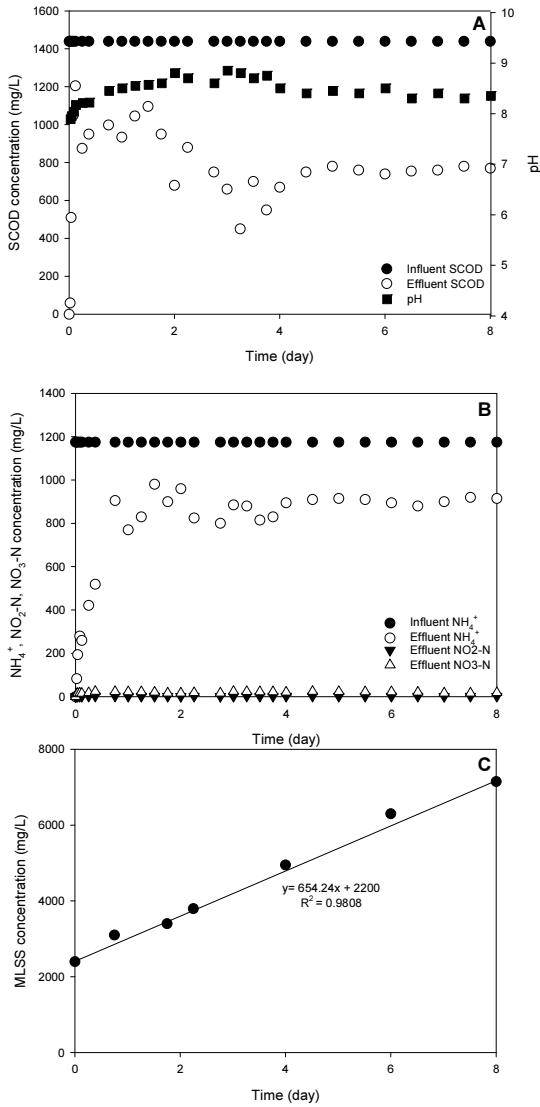 A
1600
1400
1200
1000
800
600
400
200
0
SCOD concentration (mg/L)
10
9
8
7
6
5
4
pH
Influent SCOD
Effluent SCOD
pH
0 2 4 6 8
Time (day)
B
1400
1200
1000
800
600
400
200
0
NH₄⁺, NO₂-N, NO₃-N concentration (mg/L)
Influent NH₄⁺
Effluent NH₄⁺
Effluent NO2-N
Effluent NO3-N
0 2 4 6 8
Time (day)
C
8000
6000
4000
2000
0
MLSS concentration (mg/L)
y= 654.24x + 2200
R² = 0.9808
0 2 4 6 8
Time (day)